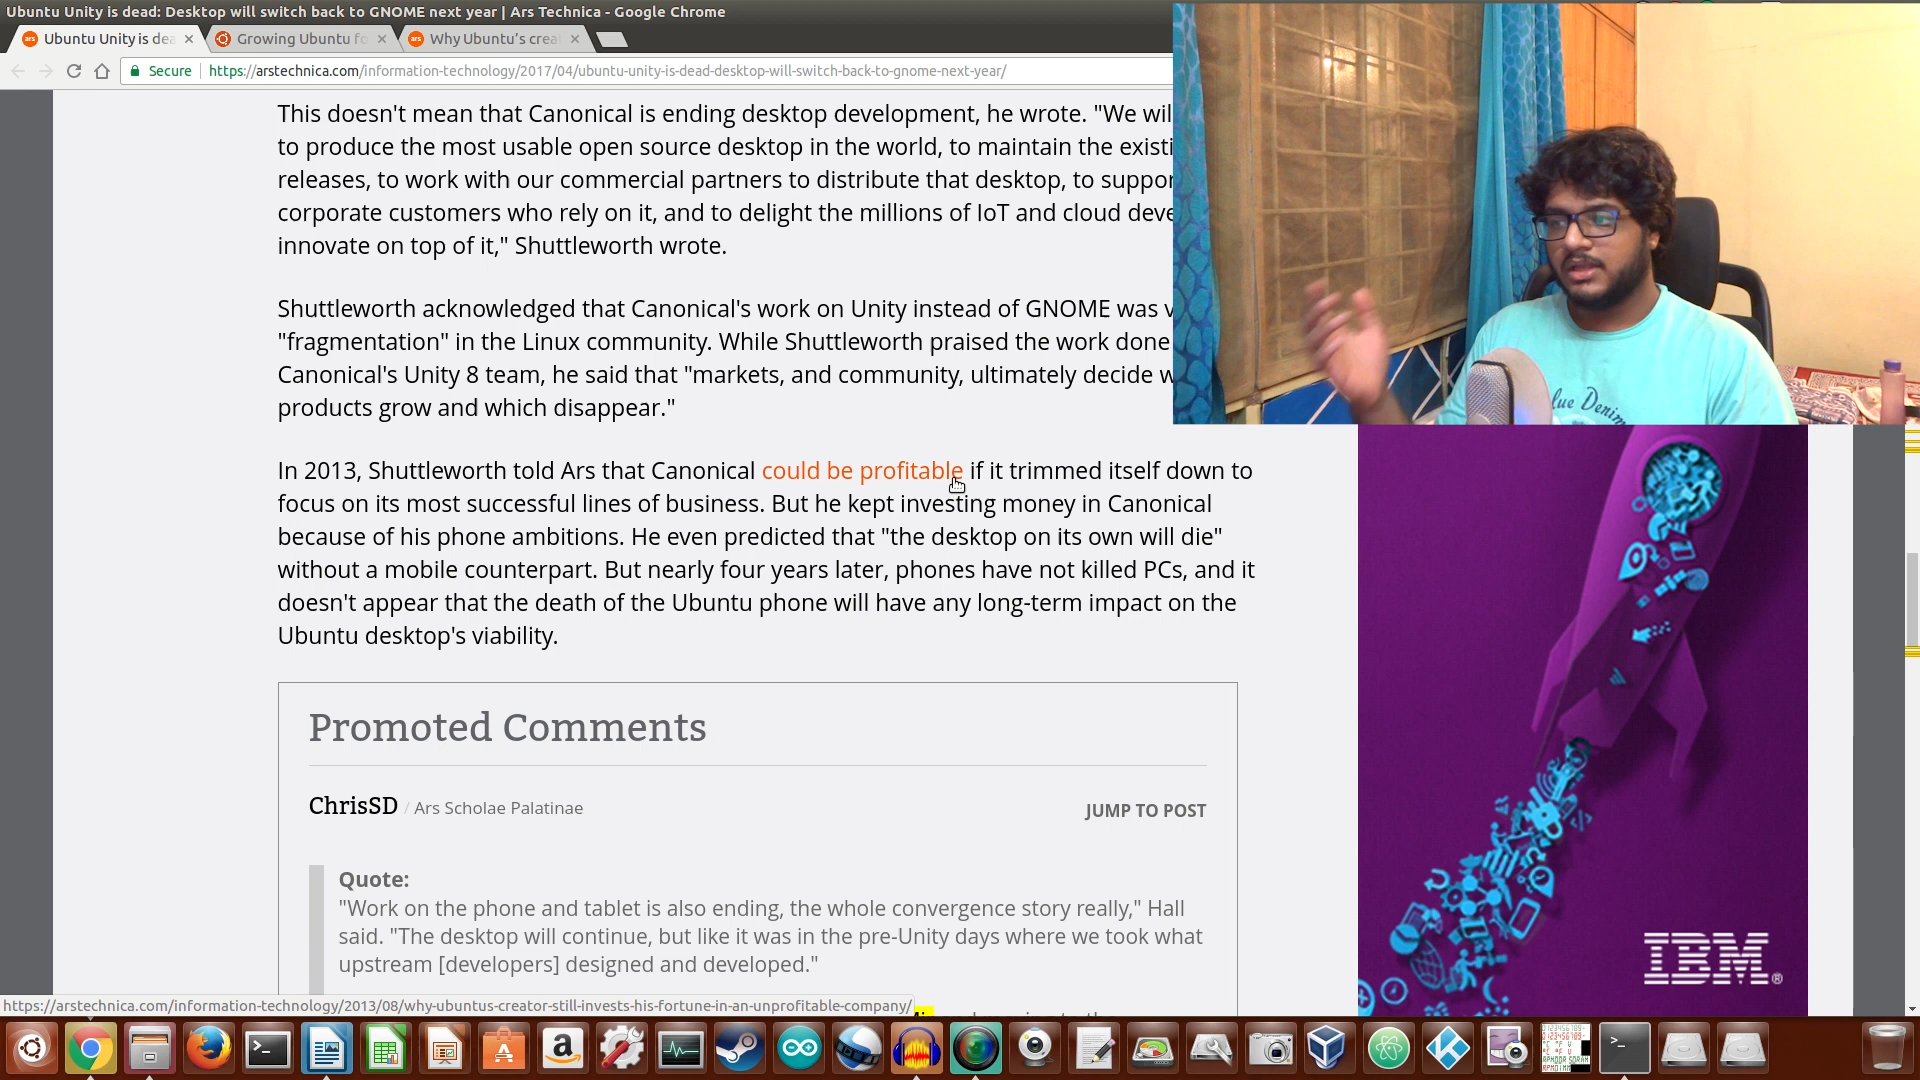 Ubuntu Unity is dead: Desktop will switch back to GNOME next year | Ars Technica - Google Chrome
ars Ubuntu Unity is dea × Growing Ubuntu fo × ars Why Ubuntu’s crea ×
Secure | https://arstechnica.com/information-technology/2017/04/ubuntu-unity-is-dead-desktop-will-switch-back-to-gnome-next-year/
This doesn't mean that Canonical is ending desktop development, he wrote. "We wil
to produce the most usable open source desktop in the world, to maintain the existi
releases, to work with our commercial partners to distribute that desktop, to suppor
corporate customers who rely on it, and to delight the millions of IoT and cloud deve
innovate on top of it," Shuttleworth wrote.
Shuttleworth acknowledged that Canonical's work on Unity instead of GNOME was v
"fragmentation" in the Linux community. While Shuttleworth praised the work done
Canonical's Unity 8 team, he said that "markets, and community, ultimately decide w
products grow and which disappear."
In 2013, Shuttleworth told Ars that Canonical could be profitable if it trimmed itself down to
focus on its most successful lines of business. But he kept investing money in Canonical
because of his phone ambitions. He even predicted that "the desktop on its own will die"
without a mobile counterpart. But nearly four years later, phones have not killed PCs, and it
doesn't appear that the death of the Ubuntu phone will have any long-term impact on the
Ubuntu desktop's viability.
Promoted Comments
ChrisSD / Ars Scholae Palatinae JUMP TO POST
Quote:
"Work on the phone and tablet is also ending, the whole convergence story really," Hall
said. "The desktop will continue, but like it was in the pre-Unity days where we took what
upstream [developers] designed and developed."
https://arstechnica.com/information-technology/2013/08/why-ubuntus-creator-still-invests-his-fortune-in-an-unprofitable-company/
lue Denim
IBM®